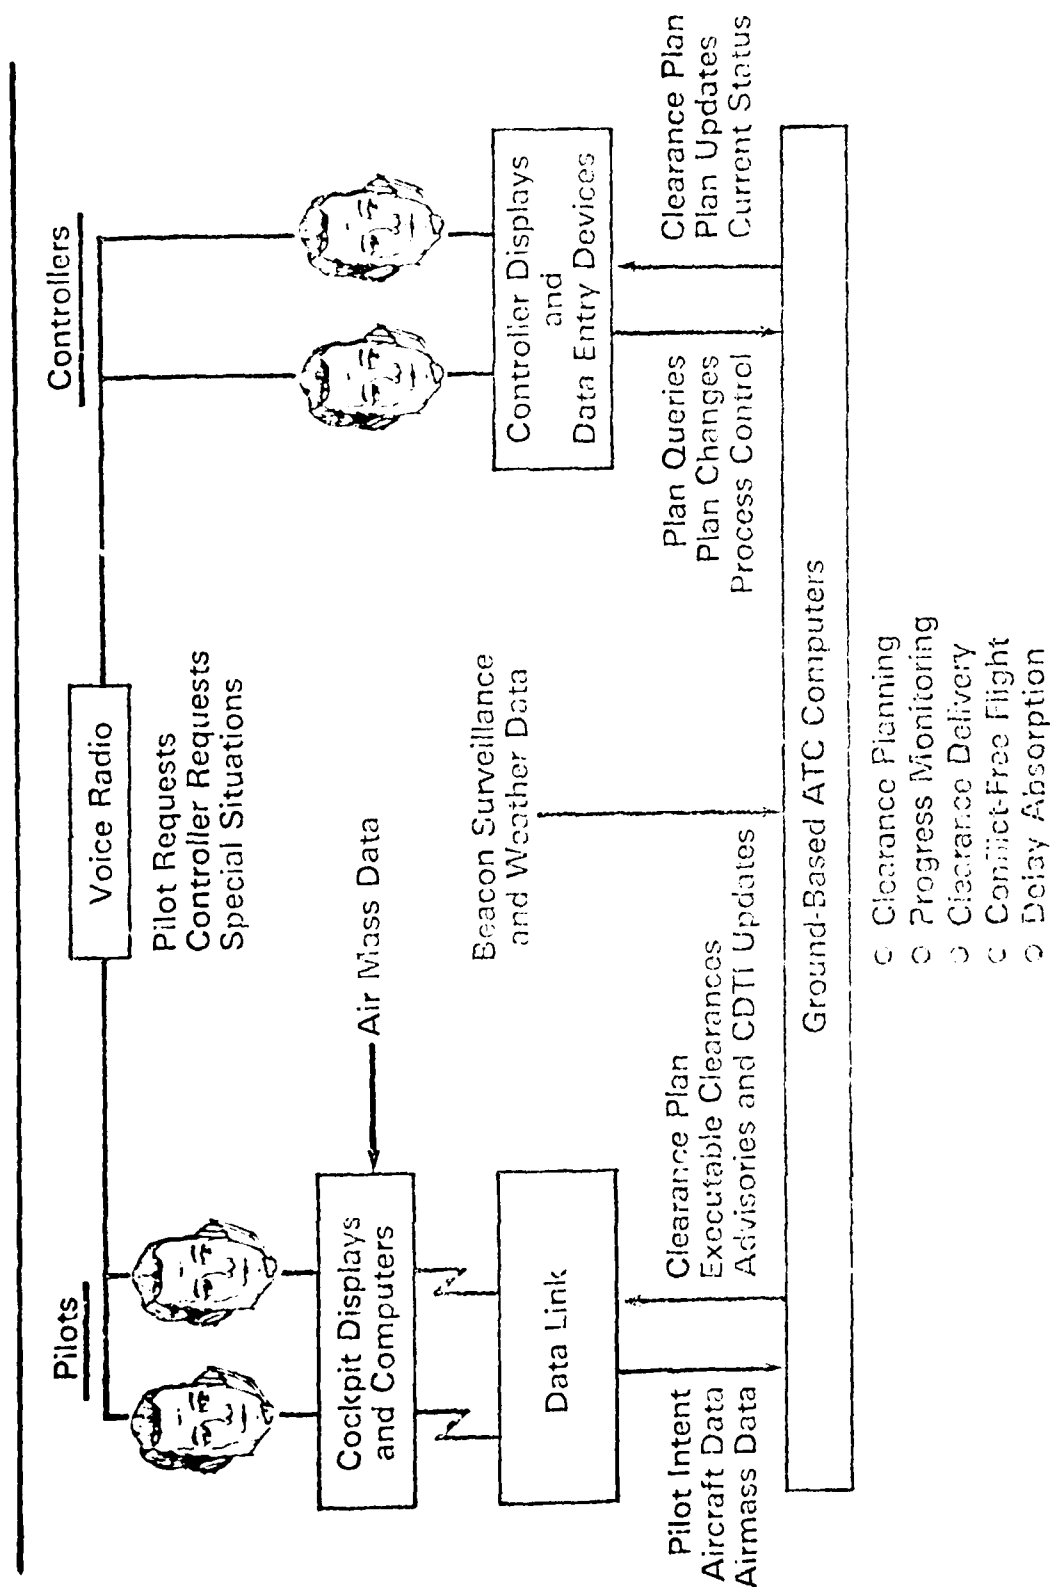 Pilots
Controllers
Voice Radio
Pilot Requests
Controller Requests
Special Situations
Cockpit Displays
and Computers
Air Mass Data
Controller Displays
and
Data Entry Devices
Data Link
Beacon Surveillance
and Weather Data
Pilot Intent
Aircraft Data
Airmass Data
Clearance Plan
Executable Clearances
Advisories and CDTI Updates
Plan Queries
Plan Changes
Process Control
Clearance Plan
Plan Updates
Current Status
Ground-Based ATC Computers
○ Clearance Planning
○ Progress Monitoring
○ Clearance Delivery
○ Conflict-Free Flight
○ Delay Absorption